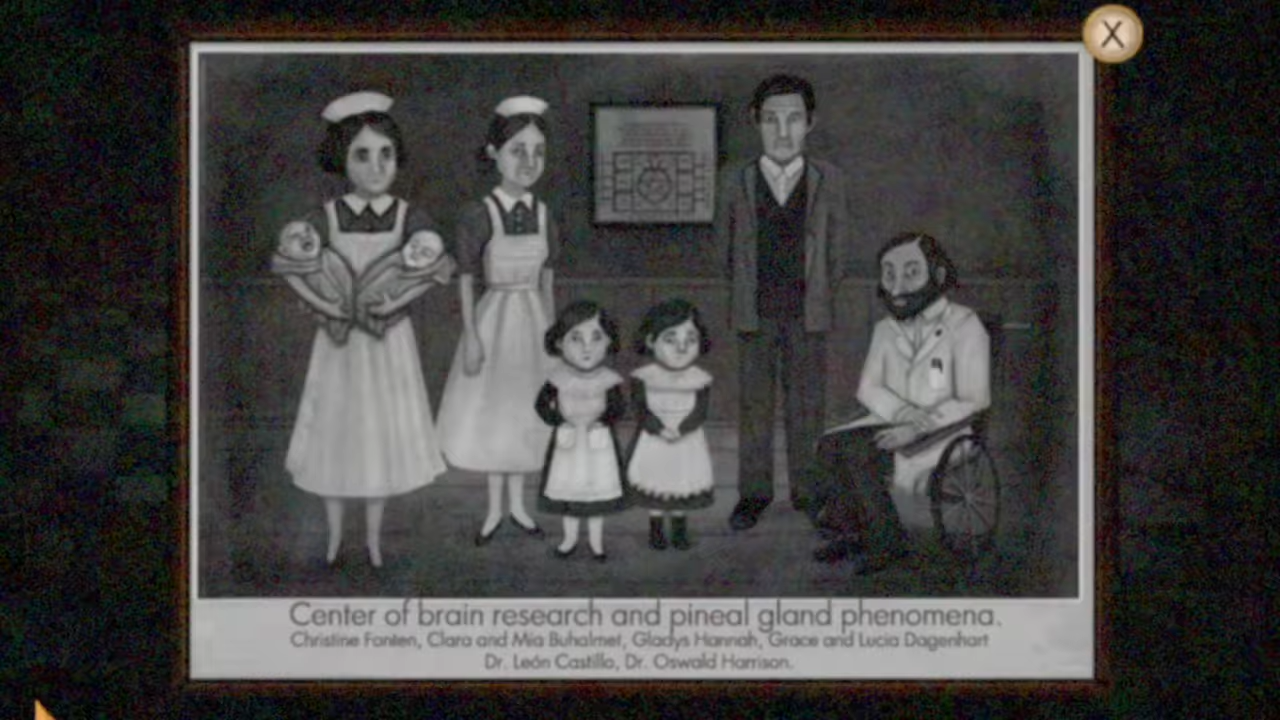 X
Center of brain research and pineal gland phenomena.
Christine Fonten, Clara and Mia Buhalmet, Gladys Hannah, Grace and Lucia Dagenhart
Dr. León Castillo, Dr. Oswald Harrison.